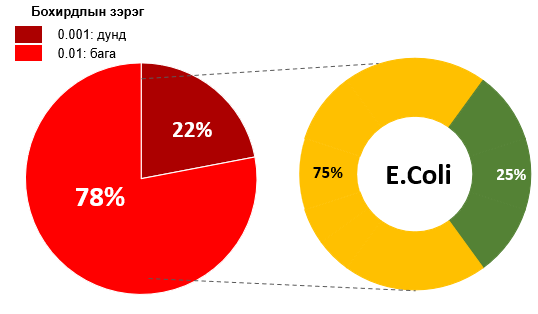 Бохирдлын зэрэг
0.001: дунд
0.01: бага
22%
78%
75%
E.Coli
25%